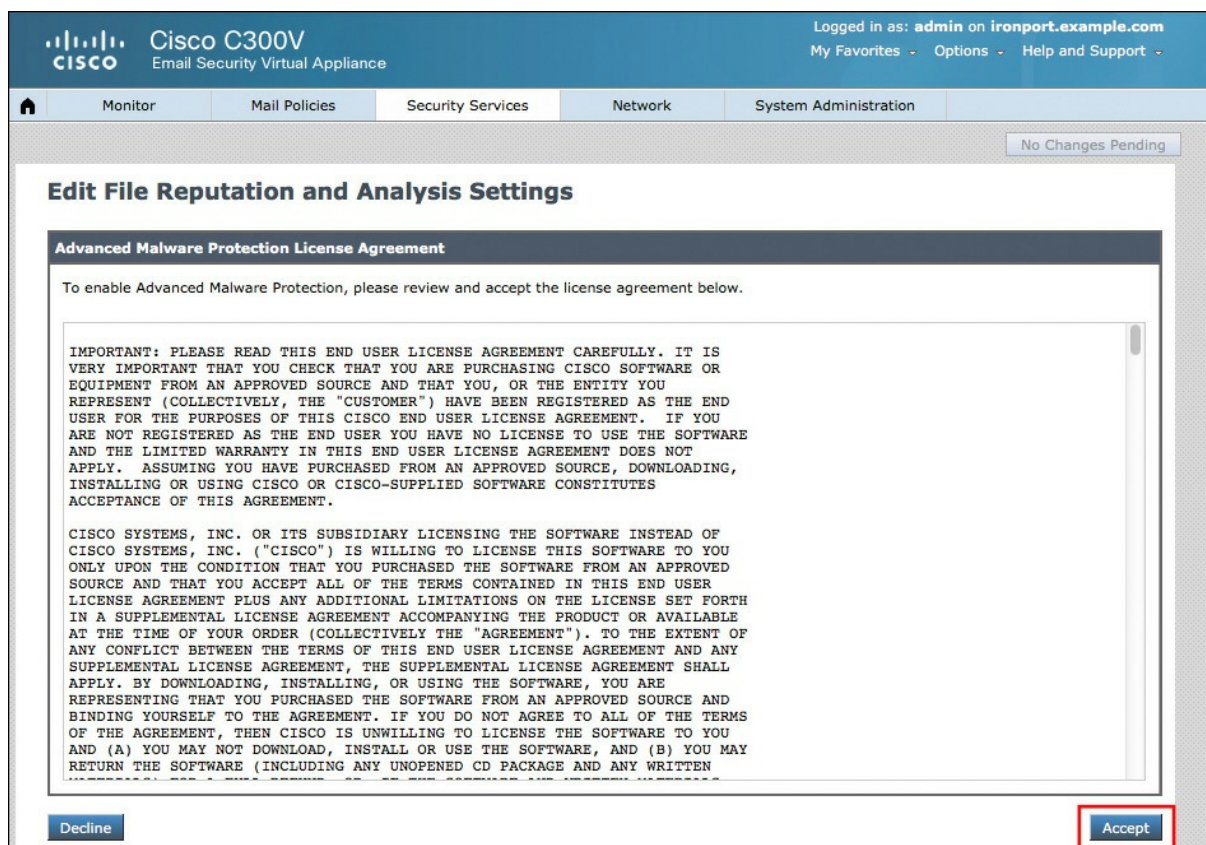 Logged in as: admin on ironport.example.com
CISCO
Cisco C300V
Email Security Virtual Appliance
My Favorites Options Help and Support
Monitor Mail Policies Security Services Network System Administration
No Changes Pending
Edit File Reputation and Analysis Settings
Advanced Malware Protection License Agreement
To enable Advanced Malware Protection, please review and accept the license agreement below.
IMPORTANT: PLEASE READ THIS END USER LICENSE AGREEMENT CAREFULLY. IT IS
VERY IMPORTANT THAT YOU CHECK THAT YOU ARE PURCHASING CISCO SOFTWARE OR
EQUIPMENT FROM AN APPROVED SOURCE AND THAT YOU, OR THE ENTITY YOU
REPRESENT (COLLECTIVELY, THE "CUSTOMER") HAVE BEEN REGISTERED AS THE END
USER FOR THE PURPOSES OF THIS CISCO END USER LICENSE AGREEMENT. IF YOU
ARE NOT REGISTERED AS THE END USER YOU HAVE NO LICENSE TO USE THE SOFTWARE
AND THE LIMITED WARRANTY IN THIS END USER LICENSE AGREEMENT DOES NOT
APPLY. ASSUMING YOU HAVE PURCHASED FROM AN APPROVED SOURCE, DOWNLOADING,
INSTALLING OR USING CISCO OR CISCO-SUPPLIED SOFTWARE CONSTITUTES
ACCEPTANCE OF THIS AGREEMENT.
CISCO SYSTEMS, INC. OR ITS SUBSIDIARY LICENSING THE SOFTWARE INSTEAD OF
CISCO SYSTEMS, INC. ("CISCO") IS WILLING TO LICENSE THIS SOFTWARE TO YOU
ONLY UPON THE CONDITION THAT YOU PURCHASED THE SOFTWARE FROM AN APPROVED
SOURCE AND THAT YOU ACCEPT ALL OF THE TERMS CONTAINED IN THIS END USER
LICENSE AGREEMENT PLUS ANY ADDITIONAL LIMITATIONS ON THE LICENSE SET FORTH
IN A SUPPLEMENTAL LICENSE AGREEMENT ACCOMPANYING THE PRODUCT OR AVAILABLE
AT THE TIME OF YOUR ORDER (COLLECTIVELY THE "AGREEMENT"). TO THE EXTENT OF
ANY CONFLICT BETWEEN THE TERMS OF THIS END USER LICENSE AGREEMENT AND ANY
SUPPLEMENTAL LICENSE AGREEMENT, THE SUPPLEMENTAL LICENSE AGREEMENT SHALL
APPLY. BY DOWNLOADING, INSTALLING, OR USING THE SOFTWARE, YOU ARE
REPRESENTING THAT YOU PURCHASED THE SOFTWARE FROM AN APPROVED SOURCE AND
BINDING YOURSELF TO THE AGREEMENT. IF YOU DO NOT AGREE TO ALL OF THE TERMS
OF THE AGREEMENT, THEN CISCO IS UNWILLING TO LICENSE THE SOFTWARE TO YOU
AND (A) YOU MAY NOT DOWNLOAD, INSTALL OR USE THE SOFTWARE, AND (B) YOU MAY
RETURN THE SOFTWARE (INCLUDING ANY UNOPENED CD PACKAGE AND ANY WRITTEN
Decline
Accept